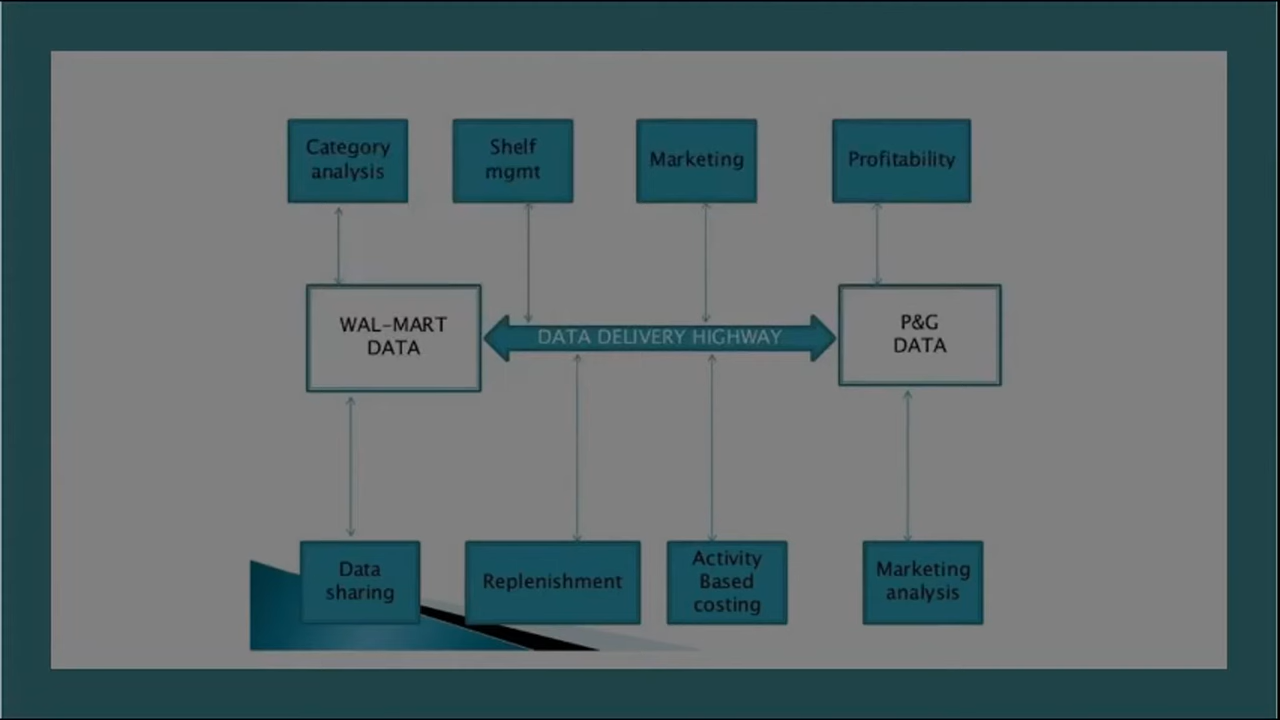 Category
analysis
Shelf
mgmt
Marketing
Profitability
WAL-MART
DATA
DATA DELIVERY HIGHWAY
P&G
DATA
Data
sharing
Replenishment
Activity
Based
costing
Marketing
analysis